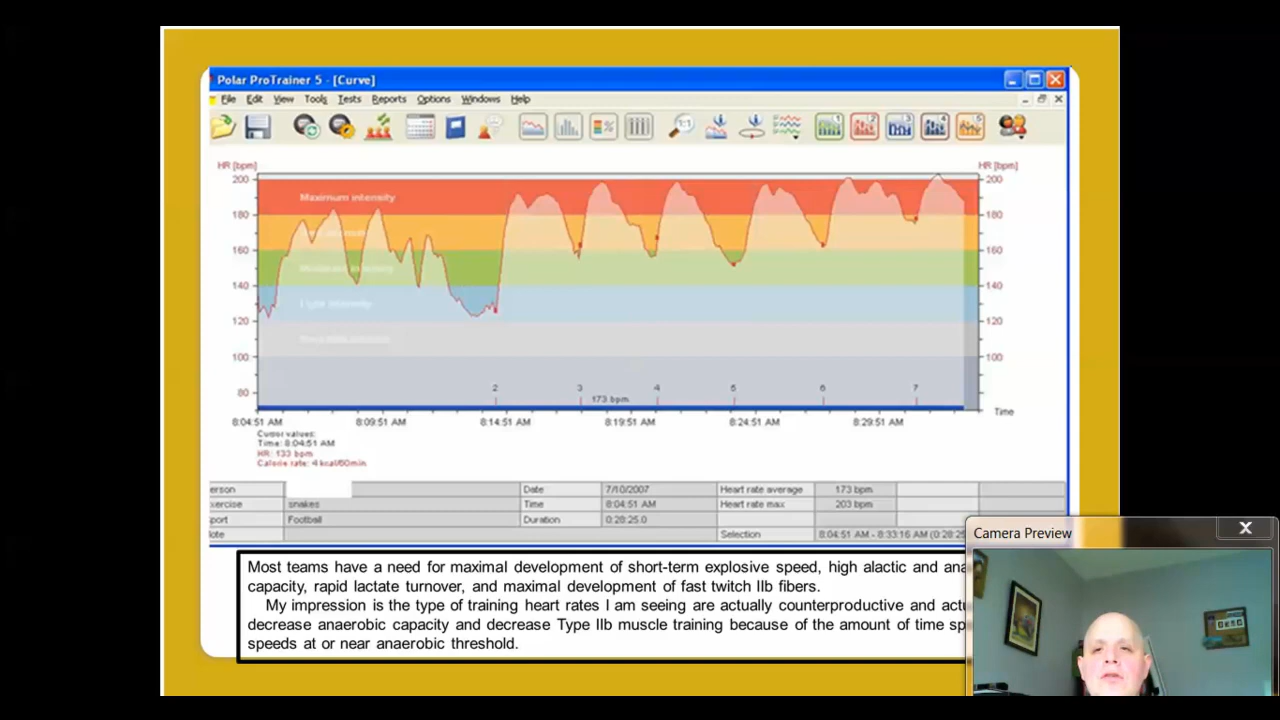 Polar ProTrainer 5 - [Curve]
File Edit View Tools Tests Reports Options Windows Help
HR [bpm] HR [bpm]
200 200
Maximum intensity
180 180
160 160
140 140
Light intensity
120 120
100 100
80 80
2 3 4 5 6 7
173 bpm
Time
8:04:51 AM 8:09:51 AM 8:14:51 AM 8:19:51 AM 8:24:51 AM 8:29:51 AM
Cursor values:
Time: 8:04:51 AM
HR: 133 bpm
Calorie rate: 4 kcal/60min
erson Date 7/10/2007 Heart rate average 173 bpm
xercise snakes Time 8:04:51 AM Heart rate max 203 bpm
port Football Duration 0:28:25.0
lote Selection 8:04:51 AM - 8:33:16 AM (0:28:25
Camera Preview
Most teams have a need for maximal development of short-term explosive speed, high alactic and ana
capacity, rapid lactate turnover, and maximal development of fast twitch IIb fibers.
My impression is the type of training heart rates I am seeing are actually counterproductive and actu
decrease anaerobic capacity and decrease Type IIb muscle training because of the amount of time sp
speeds at or near anaerobic threshold.